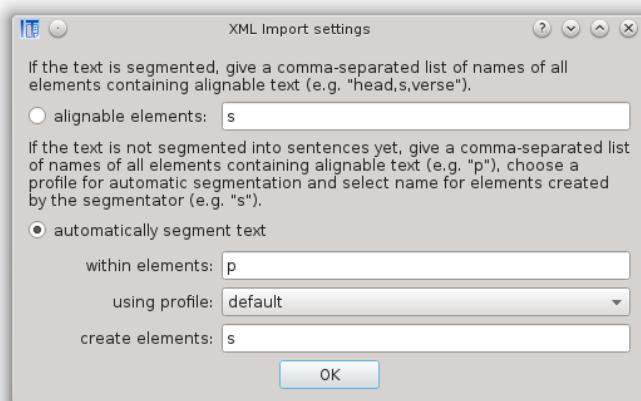 XML Import settings
If the text is segmented, give a comma-separated list of names of all
elements containing alignable text (e.g. "head,s,verse").
alignable elements: s
If the text is not segmented into sentences yet, give a comma-separated list
of names of all elements containing alignable text (e.g. "p"), choose a
profile for automatic segmentation and select name for elements created
by the segmentator (e.g. "s").
automatically segment text
within elements: p
using profile: default
create elements: s
OK